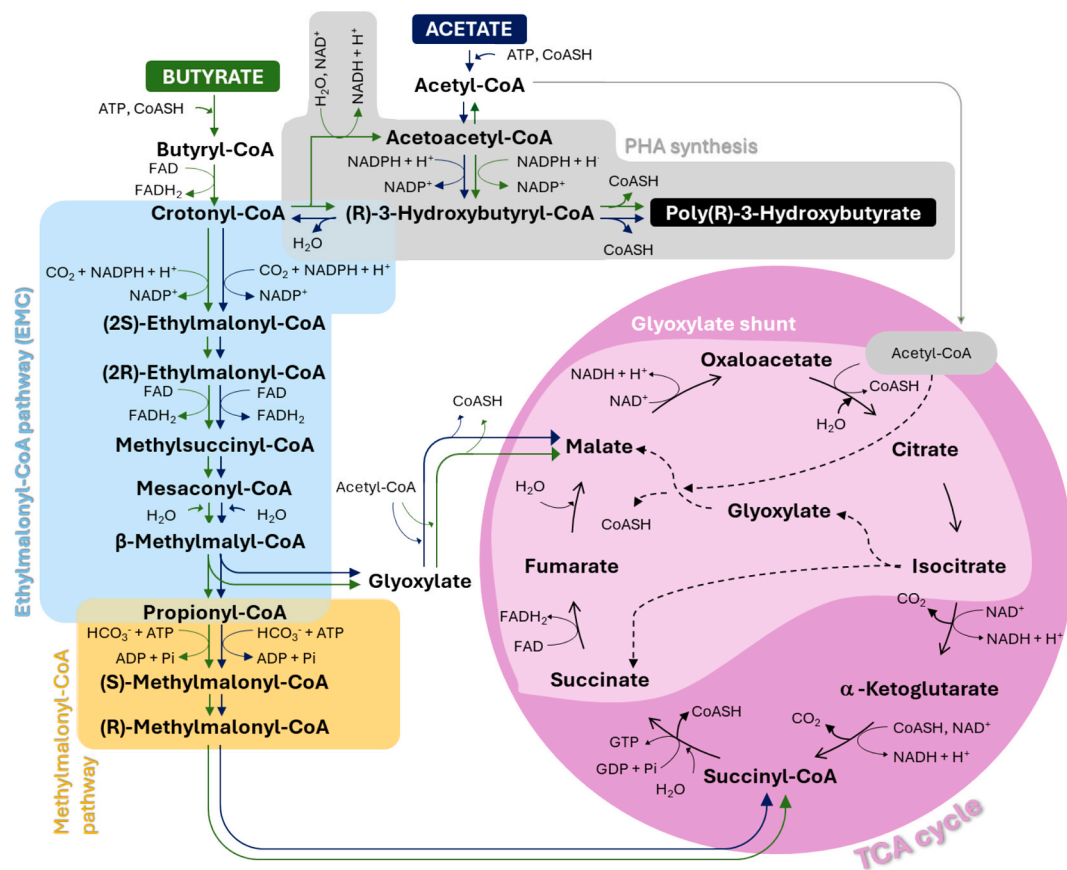 ACETATE
ATP, CoASH
Acetyl-CoA
BUTYRATE
ATP, CoASH
Butyryl-CoA
FAD
FADH₂
Crotonyl-CoA
H₂O, NAD⁺
NADH + H⁺
Acetoacetyl-CoA
PHA synthesis
NADPH + H⁺
NADP⁺
NADPH + H
NADP⁺
(R)-3-Hydroxybutyryl-CoA
H₂O
CoASH
CoASH
Poly(R)-3-Hydroxybutyrate
Ethylmalonyl-CoA pathway (EMC)
CO₂ + NADPH + H⁺
NADP⁺
CO₂ + NADPH + H⁺
NADP⁺
(2S)-Ethylmalonyl-CoA
(2R)-Ethylmalonyl-CoA
FAD
FADH₂
FAD
FADH₂
Methylsuccinyl-CoA
Mesaconyl-CoA
H₂O
H₂O
β-Methylmalyl-CoA
Propionyl-CoA
HCO₃⁻ + ATP
ADP + Pi
HCO₃⁻ + ATP
ADP + Pi
(S)-Methylmalonyl-CoA
(R)-Methylmalonyl-CoA
Methylmalonyl-CoA
pathway
Acetyl-CoA
CoASH
Glyoxylate
Glyoxylate shunt
Oxaloacetate
Acetyl-CoA
CoASH
H₂O
NADH + H⁺
NAD⁺
Malate
Citrate
H₂O
CoASH
Glyoxylate
Fumarate
Isocitrate
CO₂
NAD⁺
NADH + H⁺
FADH₂
FAD
Succinate
α-Ketoglutarate
CO₂
CoASH, NAD⁺
NADH + H⁺
CoASH
GTP
GDP + Pi
H₂O
Succinyl-CoA
TCA cycle